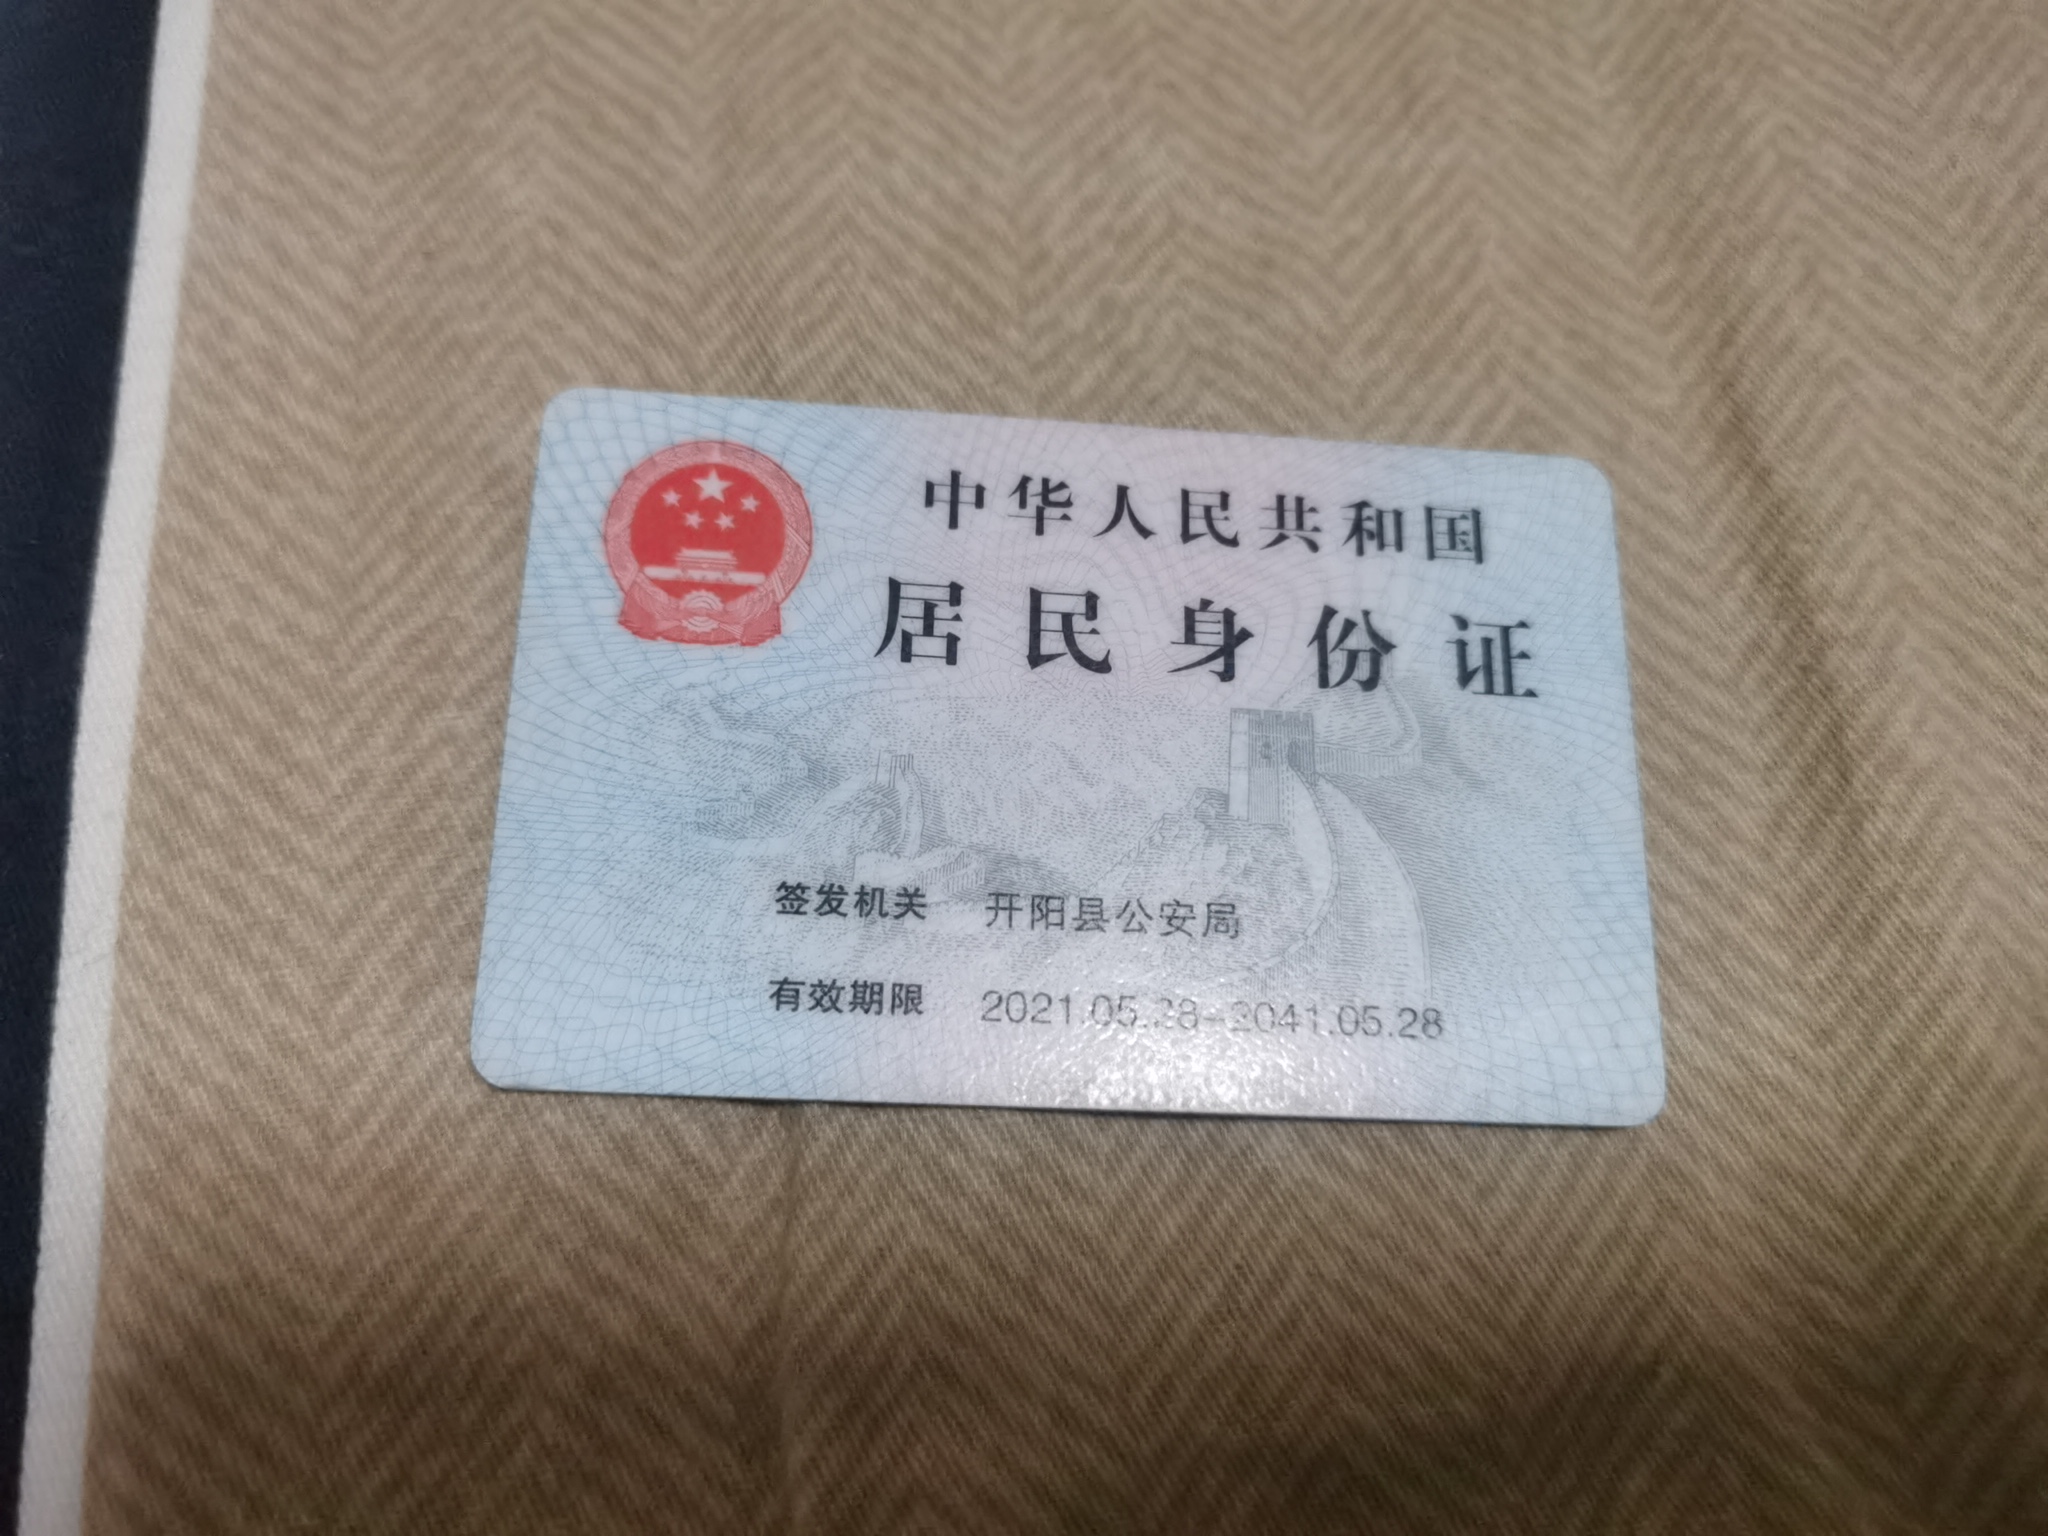 中华人民共和国
居民身份证
签发机关 开阳县公安局
有效期限 2021.05.28-2041.05.28